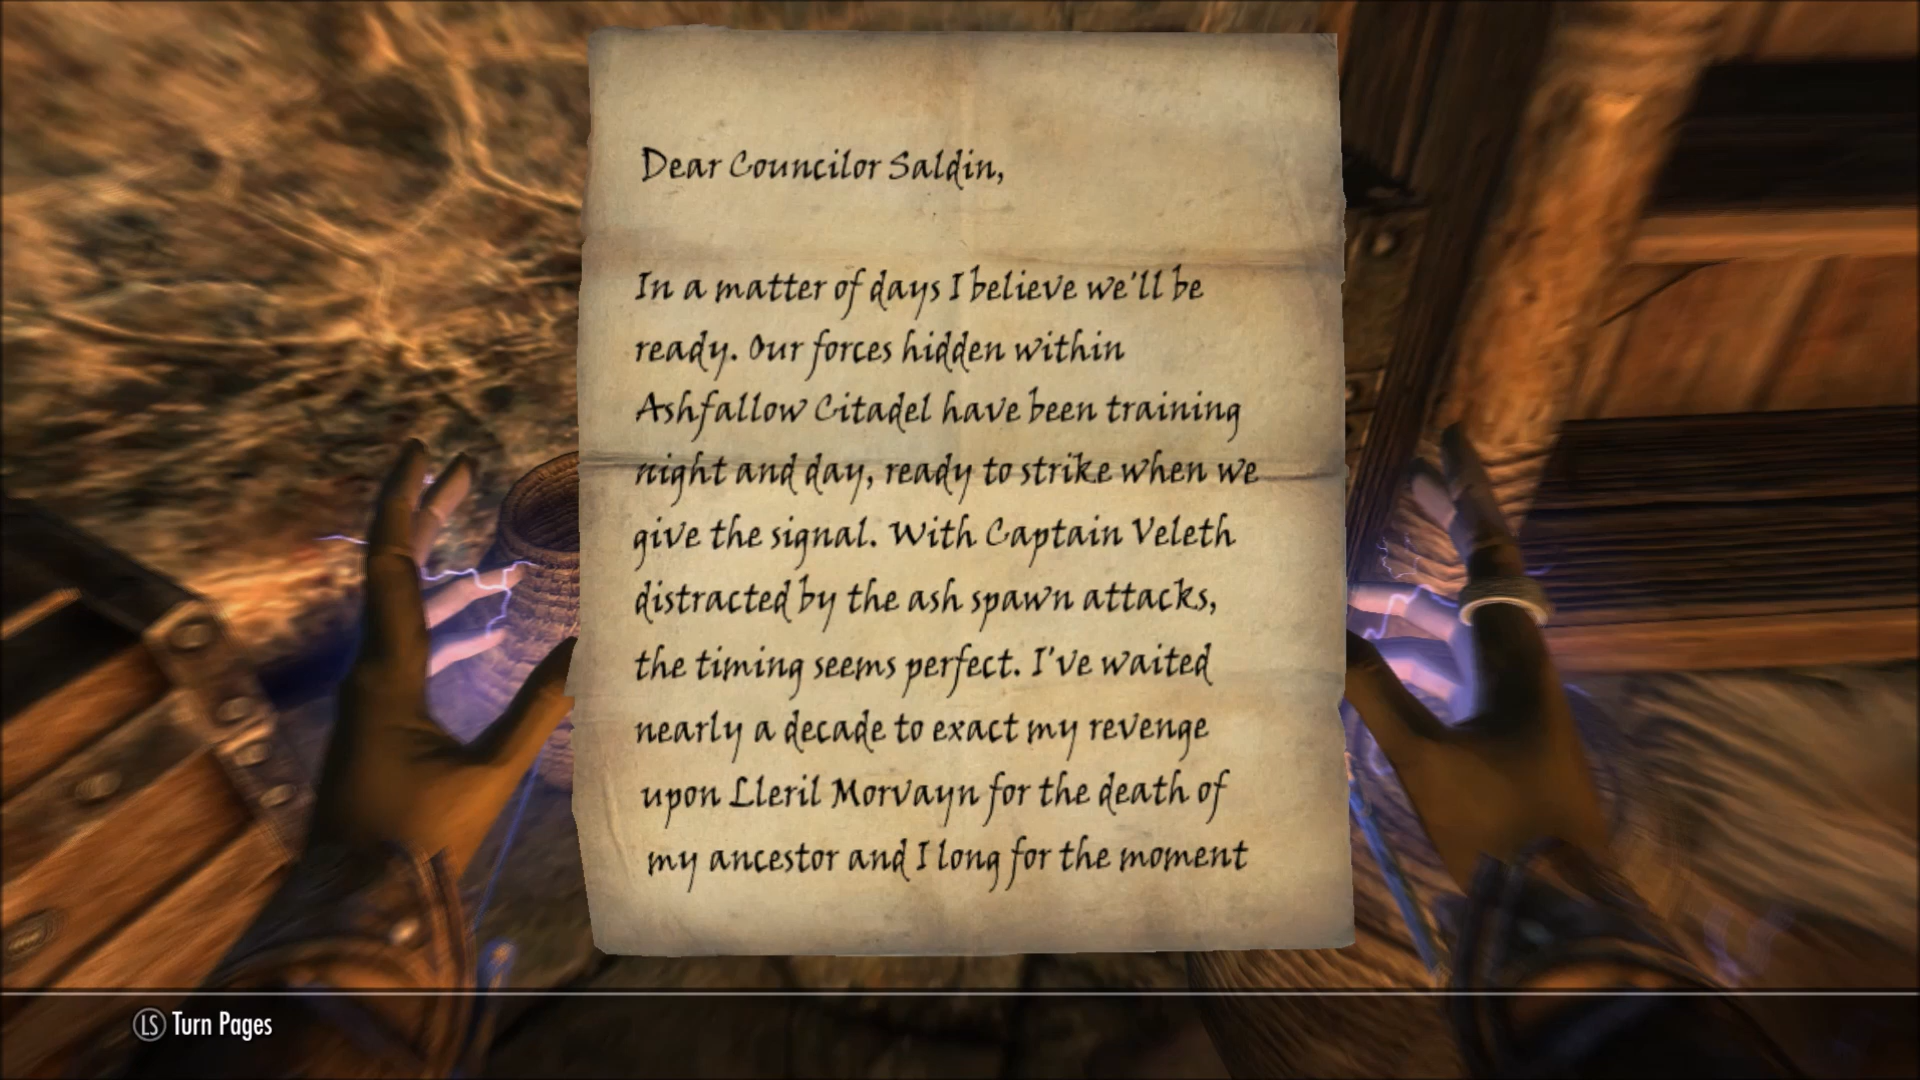 Dear Councilor Saldin,
In a matter of days I believe we'll be
ready. Our forces hidden within
Ashfallow Citadel have been training
night and day, ready to strike when we
give the signal. With Captain Veleth
distracted by the ash spawn attacks,
the timing seems perfect. I've waited
nearly a decade to exact my revenge
upon Lleril Morvayn for the death of
my ancestor and I long for the moment
LS Turn Pages